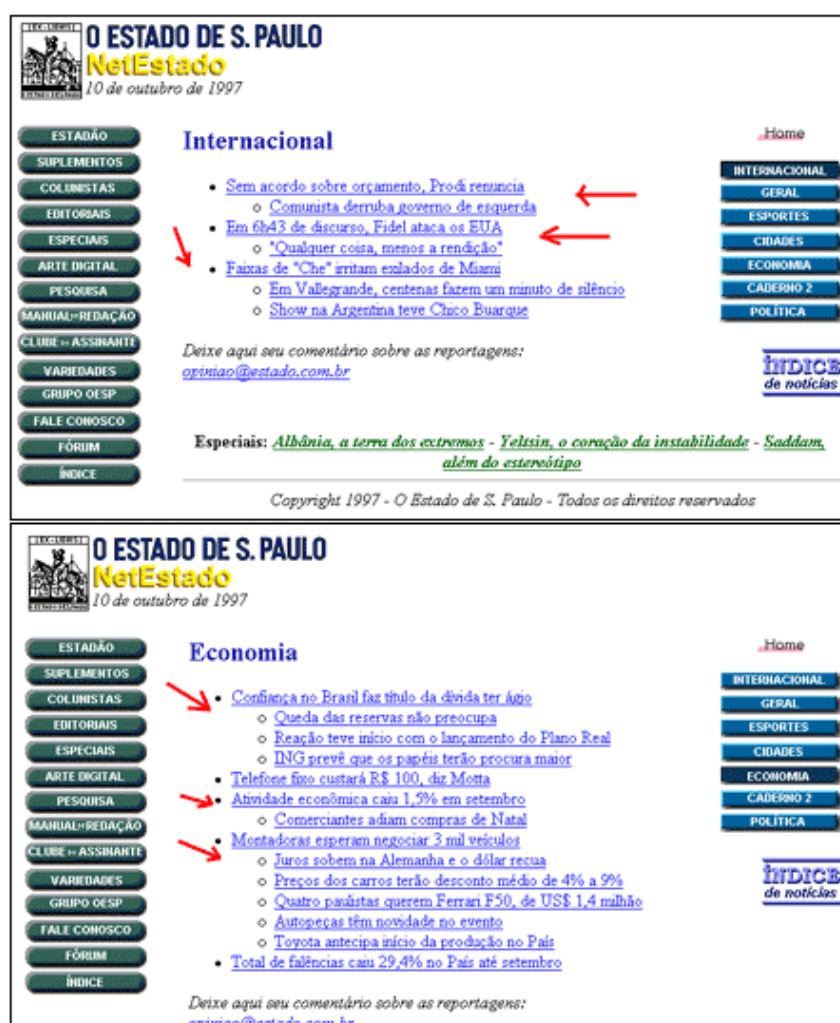 EX-LIBRIS
O ESTADO DE S. PAULO
NetEstado
10 de outubro de 1997
ESTADÃO
SUPLEMENTOS
COLUNISTAS
EDITORIAIS
ESPECIAIS
ARTE DIGITAL
PESQUISA
MANUAL DE REDAÇÃO
CLUBE DO ASSINANTE
VARIEDADES
GRUPO OESP
FALE CONOSCO
FÓRUM
ÍNDICE
Internacional
Sem acordo sobre orçamento, Prodi renuncia
Comunista derruba governo de esquerda
Em 6h43 de discurso, Fidel ataca os EUA
"Qualquer coisa, menos a rendição"
Faixas de "Che" irritam exilados de Miami
Em Vallegrande, centenas fazem um minuto de silêncio
Show na Argentina teve Chico Buarque
Deixe aqui seu comentário sobre as reportagens:
opiniao@estado.com.br
Home
INTERNACIONAL
GERAL
ESPORTES
CIDADES
ECONOMIA
CADERNO 2
POLÍTICA
ÍNDICE
de notícias
Especiais: Albânia, a terra dos extremos - Yeltsin, o coração da instabilidade - Saddam,
além do estereótipo
Copyright 1997 - O Estado de S. Paulo - Todos os direitos reservados
EX-LIBRIS
O ESTADO DE S. PAULO
NetEstado
10 de outubro de 1997
ESTADÃO
SUPLEMENTOS
COLUNISTAS
EDITORIAIS
ESPECIAIS
ARTE DIGITAL
PESQUISA
MANUAL DE REDAÇÃO
CLUBE DO ASSINANTE
VARIEDADES
GRUPO OESP
FALE CONOSCO
FÓRUM
ÍNDICE
Economia
Confiança no Brasil faz título da dívida ter ágio
Queda das reservas não preocupa
Reação teve início com o lançamento do Plano Real
ING prevê que os papéis terão procura maior
Telefone fixo custará R$ 100, diz Motta
Atividade econômica caiu 1,5% em setembro
Comerciantes adiam compras de Natal
Montadoras esperam negociar 3 mil veículos
Juros sobem na Alemanha e o dólar recua
Preços dos carros terão desconto médio de 4% a 9%
Quatro paulistas querem Ferrari F50, de US$ 1,4 milhão
Autopeças têm novidade no evento
Toyota antecipa início da produção no País
Total de falências caiu 29,4% no País até setembro
Deixe aqui seu comentário sobre as reportagens:
opiniao@estado.com.br
Home
INTERNACIONAL
GERAL
ESPORTES
CIDADES
ECONOMIA
CADERNO 2
POLÍTICA
ÍNDICE
de notícias